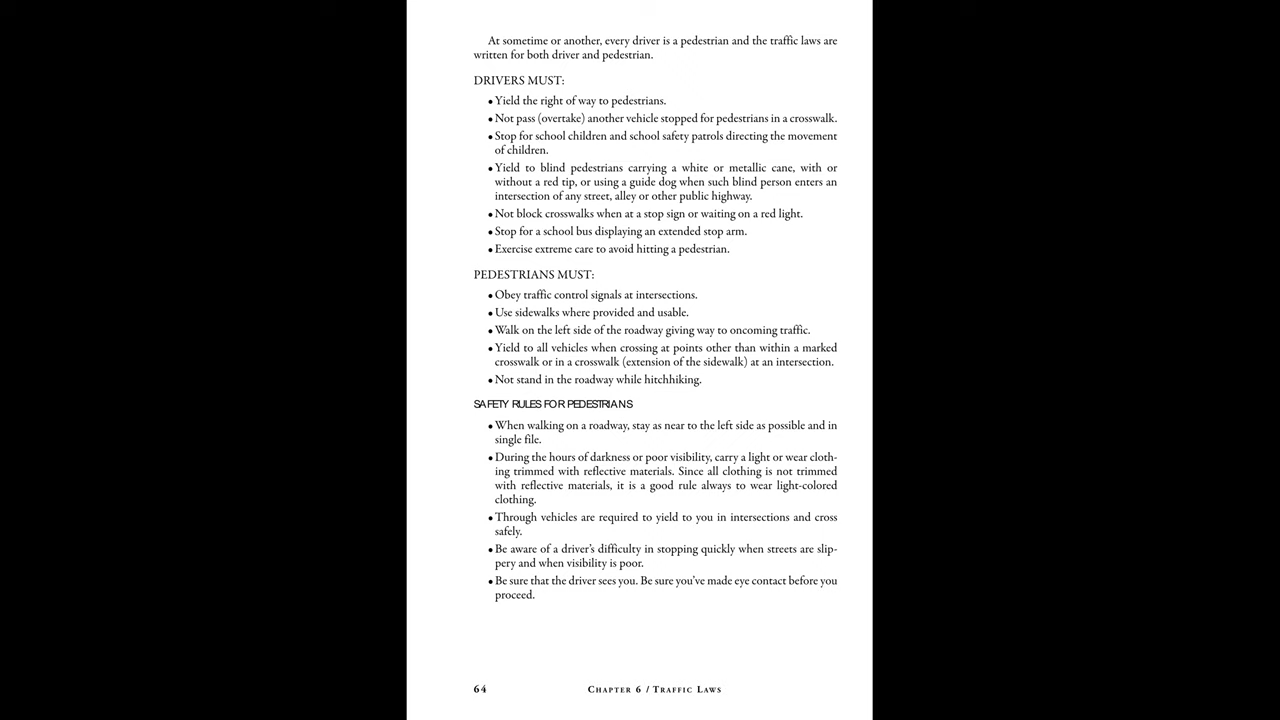 At sometime or another, every driver is a pedestrian and the traffic laws are
written for both driver and pedestrian.
DRIVERS MUST:
• Yield the right of way to pedestrians.
• Not pass (overtake) another vehicle stopped for pedestrians in a crosswalk.
• Stop for school children and school safety patrols directing the movement
of children.
• Yield to blind pedestrians carrying a white or metallic cane, with or
without a red tip, or using a guide dog when such blind person enters an
intersection of any street, alley or other public highway.
• Not block crosswalks when at a stop sign or waiting on a red light.
• Stop for a school bus displaying an extended stop arm.
• Exercise extreme care to avoid hitting a pedestrian.
PEDESTRIANS MUST:
• Obey traffic control signals at intersections.
• Use sidewalks where provided and usable.
• Walk on the left side of the roadway giving way to oncoming traffic.
• Yield to all vehicles when crossing at points other than within a marked
crosswalk or in a crosswalk (extension of the sidewalk) at an intersection.
• Not stand in the roadway while hitchhiking.
SAFETY RULES FOR PEDESTRIANS
• When walking on a roadway, stay as near to the left side as possible and in
single file.
• During the hours of darkness or poor visibility, carry a light or wear cloth-
ing trimmed with reflective materials. Since all clothing is not trimmed
with reflective materials, it is a good rule always to wear light-colored
clothing.
• Through vehicles are required to yield to you in intersections and cross
safely.
• Be aware of a driver's difficulty in stopping quickly when streets are slip-
pery and when visibility is poor.
• Be sure that the driver sees you. Be sure you've made eye contact before you
proceed.
64 Chapter 6 / Traffic Laws